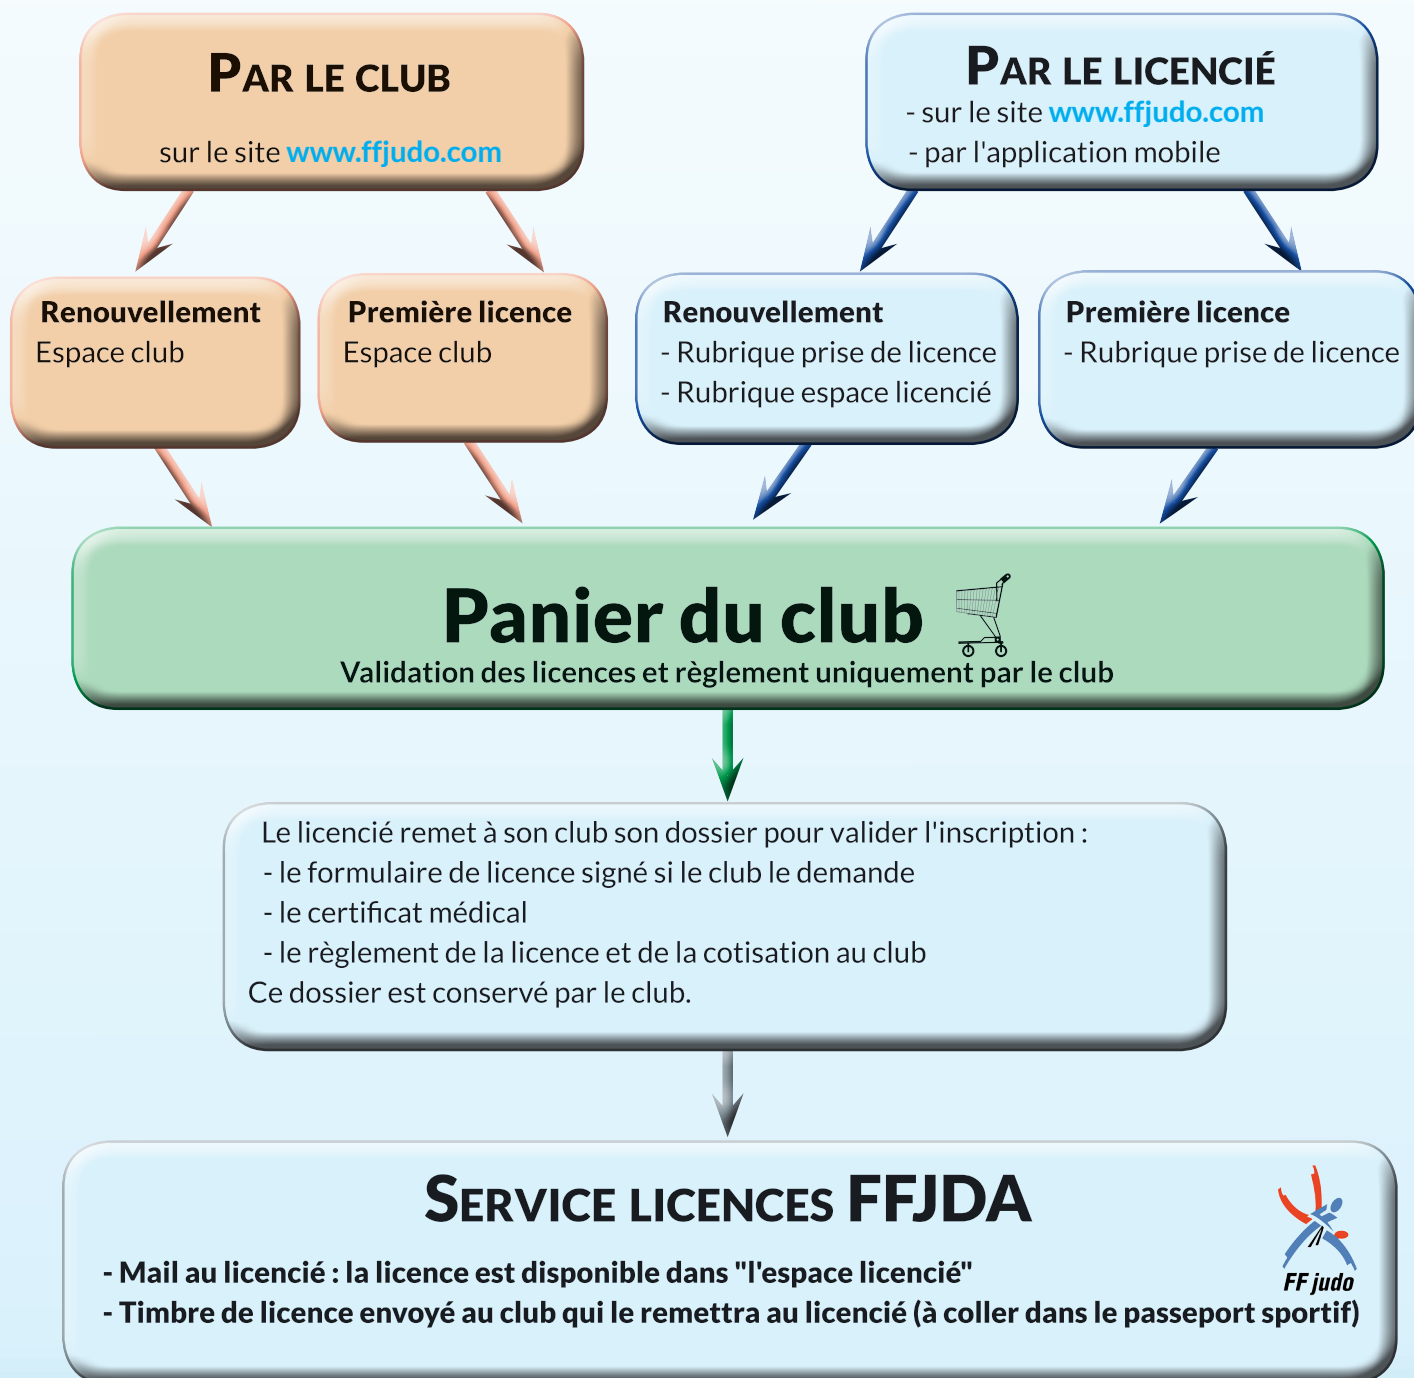 PAR LE CLUB
sur le site www.ffjudo.com
PAR LE LICENCIÉ
- sur le site www.ffjudo.com
- par l'application mobile
Renouvellement
Espace club
Première licence
Espace club
Renouvellement
- Rubrique prise de licence
- Rubrique espace licencié
Première licence
- Rubrique prise de licence
Panier du club
Validation des licences et règlement uniquement par le club
Le licencié remet à son club son dossier pour valider l'inscription :
- le formulaire de licence signé si le club le demande
- le certificat médical
- le règlement de la licence et de la cotisation au club
Ce dossier est conservé par le club.
SERVICE LICENCES FFJDA
- Mail au licencié : la licence est disponible dans "l'espace licencié"
- Timbre de licence envoyé au club qui le remettra au licencié (à coller dans le passeport sportif)
FF judo